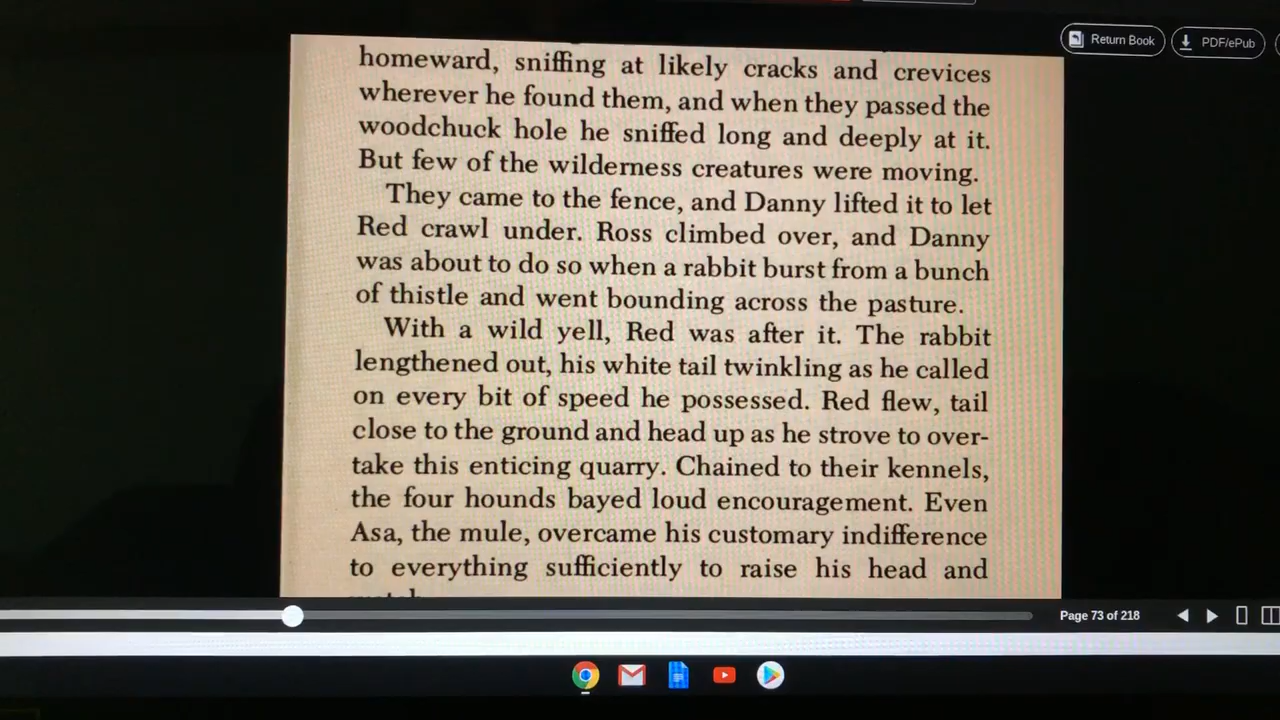 Return Book
PDF/ePub
homeward, sniffing at likely cracks and crevices
wherever he found them, and when they passed the
woodchuck hole he sniffed long and deeply at it.
But few of the wilderness creatures were moving.
They came to the fence, and Danny lifted it to let
Red crawl under. Ross climbed over, and Danny
was about to do so when a rabbit burst from a bunch
of thistle and went bounding across the pasture.
With a wild yell, Red was after it. The rabbit
lengthened out, his white tail twinkling as he called
on every bit of speed he possessed. Red flew, tail
close to the ground and head up as he strove to over-
take this enticing quarry. Chained to their kennels,
the four hounds bayed loud encouragement. Even
Asa, the mule, overcame his customary indifference
to everything sufficiently to raise his head and
Page 73 of 218